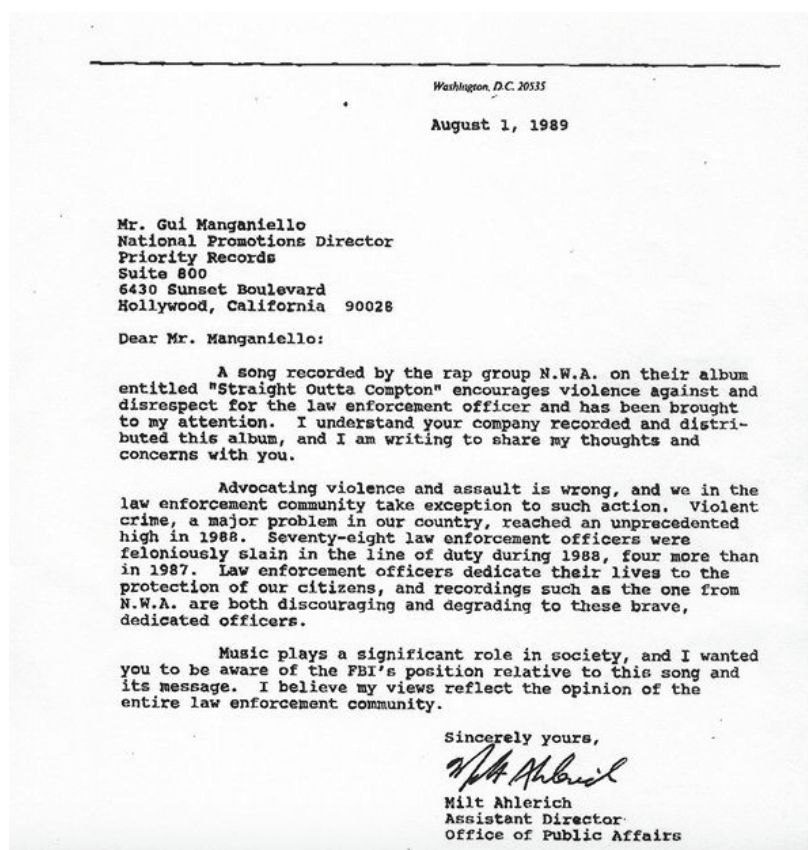 Washington, D.C. 20535
August 1, 1989
Mr. Gui Manganiello
National Promotions Director
Priority Records
Suite 800
6430 Sunset Boulevard
Hollywood, California 90028
Dear Mr. Manganiello:
A song recorded by the rap group N.W.A. on their album
entitled "Straight Outta Compton" encourages violence against and
disrespect for the law enforcement officer and has been brought
to my attention. I understand your company recorded and distri-
buted this album, and I am writing to share my thoughts and
concerns with you.
Advocating violence and assault is wrong, and we in the
law enforcement community take exception to such action. Violent
crime, a major problem in our country, reached an unprecedented
high in 1988. Seventy-eight law enforcement officers were
feloniously slain in the line of duty during 1988, four more than
in 1987. Law enforcement officers dedicate their lives to the
protection of our citizens, and recordings such as the one from
N.W.A. are both discouraging and degrading to these brave,
dedicated officers.
Music plays a significant role in society, and I wanted
you to be aware of the FBI's position relative to this song and
its message. I believe my views reflect the opinion of the
entire law enforcement community.
Sincerely yours,
Milt Ahlerich
Milt Ahlerich
Assistant Director
Office of Public Affairs